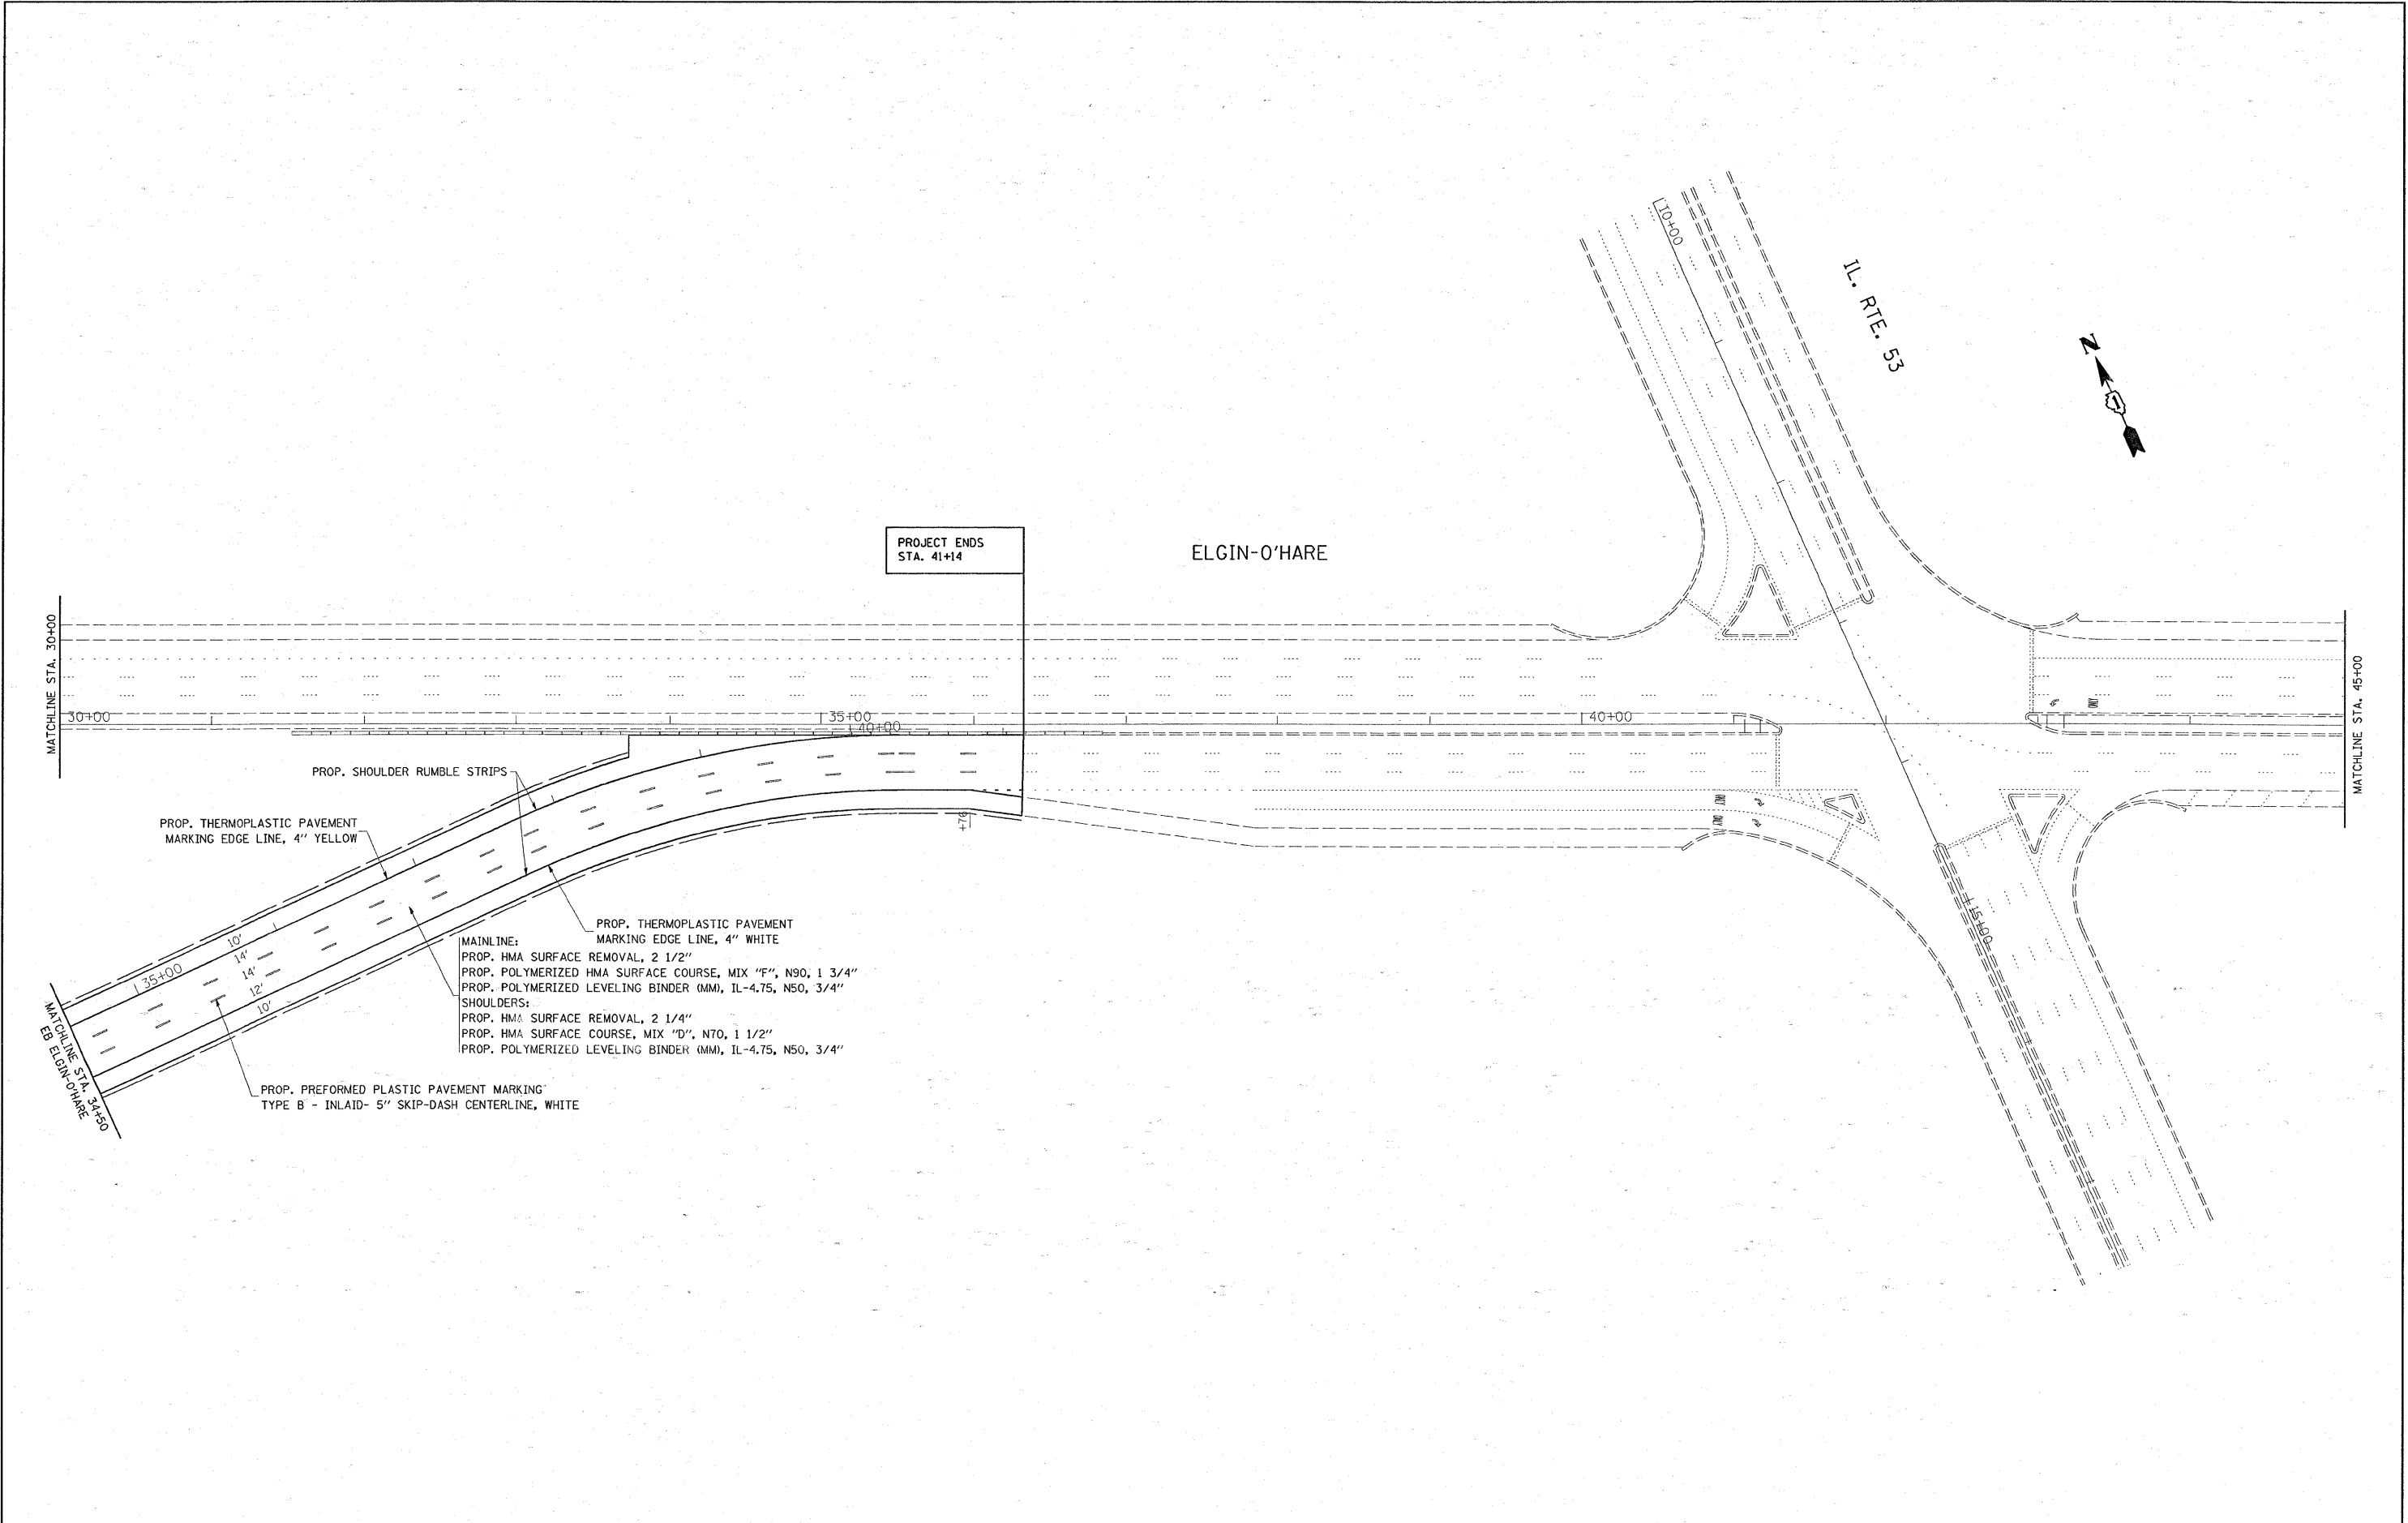 10+00
IL. RTE. 53
N
PROJECT ENDS
STA. 41+14
ELGIN-O'HARE
MATCHLINE STA. 30+00
30+00
35+00
40+00
40+00
ONLY
MATCHLINE STA. 45+00
PROP. SHOULDER RUMBLE STRIPS
PROP. THERMOPLASTIC PAVEMENT
MARKING EDGE LINE, 4" YELLOW
+76
ONLY
ONLY
PROP. THERMOPLASTIC PAVEMENT
MARKING EDGE LINE, 4" WHITE
15+00
10'
14'
14'
12'
10'
35+00
MAINLINE:
PROP. HMA SURFACE REMOVAL, 2 1/2"
PROP. POLYMERIZED HMA SURFACE COURSE, MIX "F", N90, 1 3/4"
PROP. POLYMERIZED LEVELING BINDER (MM), IL-4.75, N50, 3/4"
SHOULDERS:
PROP. HMA SURFACE REMOVAL, 2 1/4"
PROP. HMA SURFACE COURSE, MIX "D", N70, 1 1/2"
PROP. POLYMERIZED LEVELING BINDER (MM), IL-4.75, N50, 3/4"
MATCHLINE STA. 34+50
EB ELGIN-O'HARE
PROP. PREFORMED PLASTIC PAVEMENT MARKING
TYPE B - INLAID- 5" SKIP-DASH CENTERLINE, WHITE